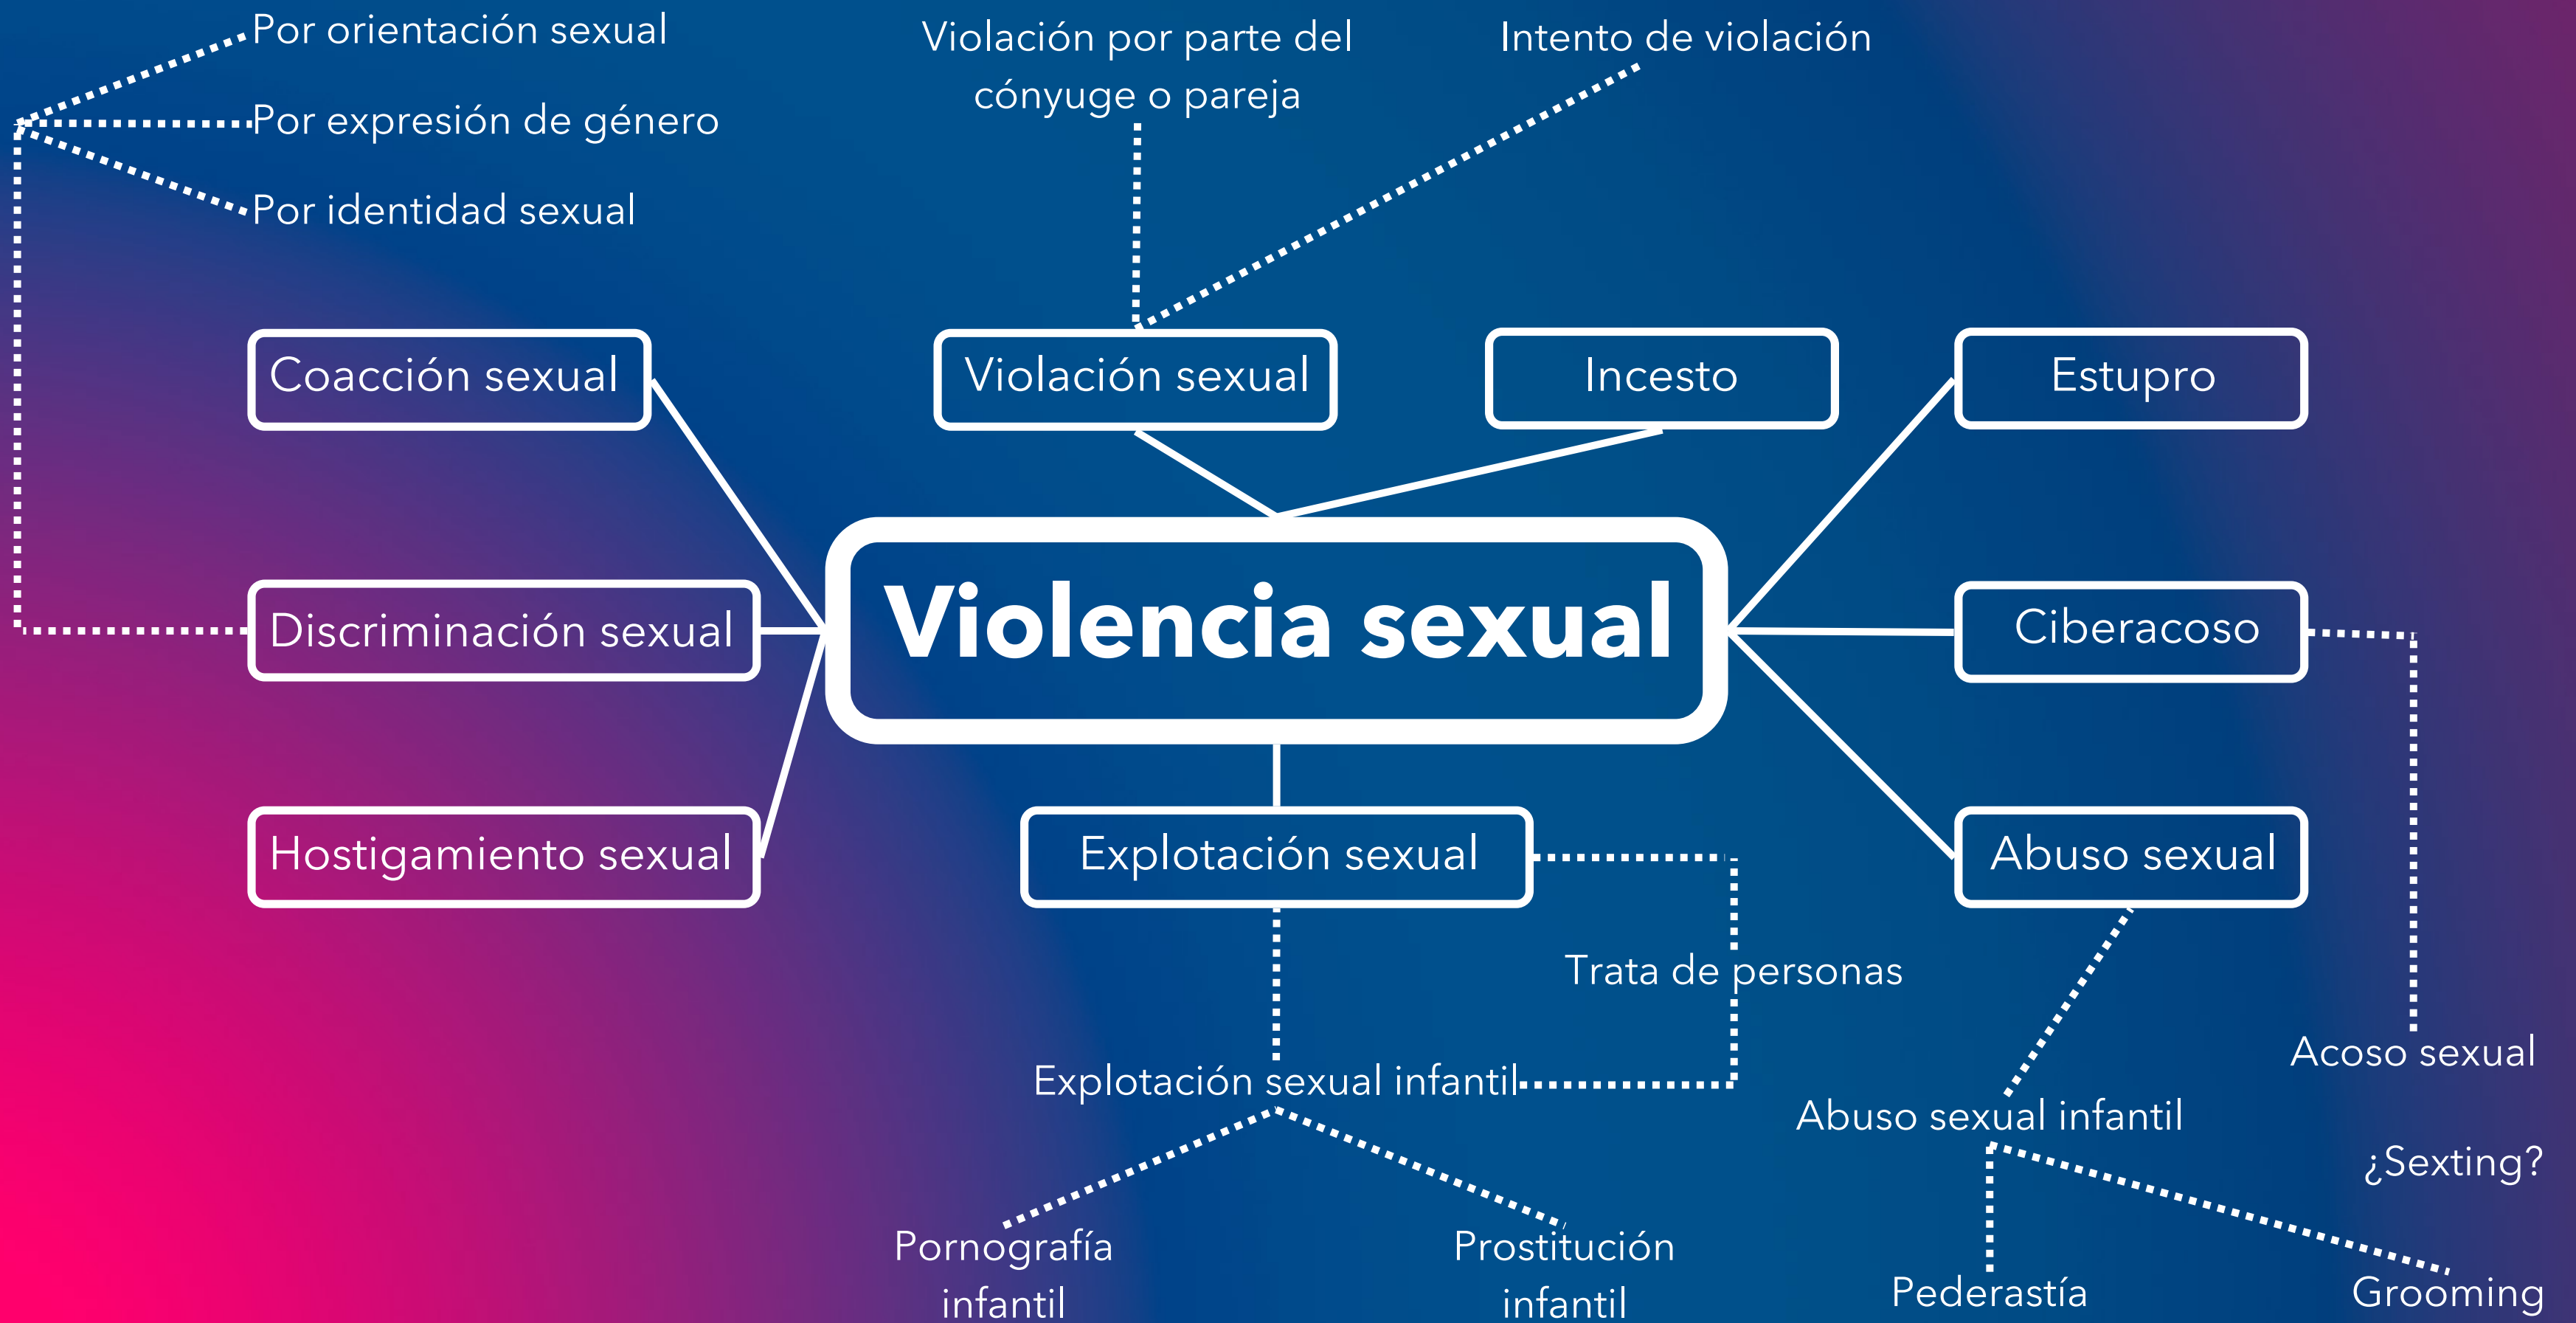 Por orientación sexual
Por expresión de género
Por identidad sexual
Violación por parte del
cónyuge o pareja
Intento de violación
Coacción sexual
Violación sexual
Incesto
Estupro
Discriminación sexual
Violencia sexual
Ciberacoso
Hostigamiento sexual
Explotación sexual
Abuso sexual
Trata de personas
Explotación sexual infantil
Acoso sexual
Abuso sexual infantil
¿Sexting?
Pornografía
infantil
Prostitución
infantil
Pederastía
Grooming